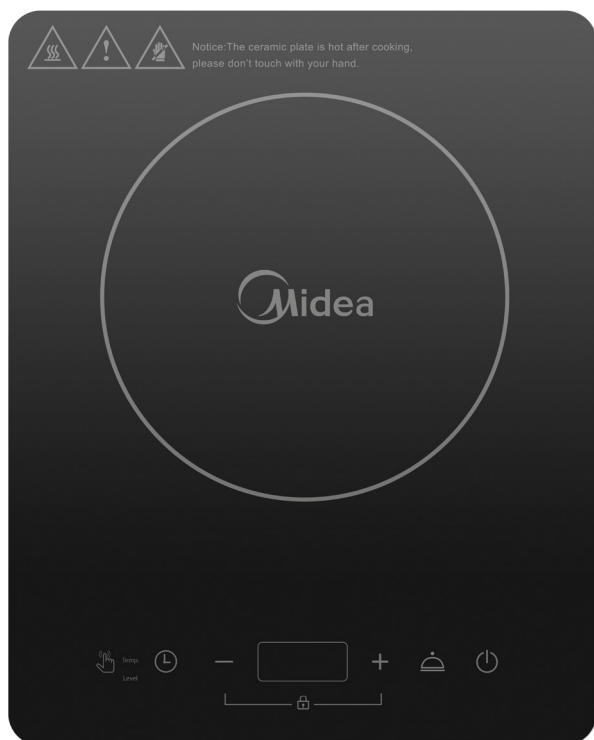 Notice:The ceramic plate is hot after cooking,
please don't touch with your hand.
Midea
Temp.
Level